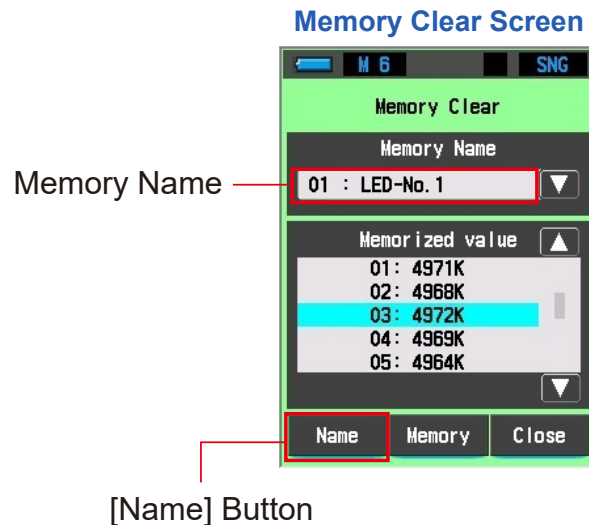 Memory Clear Screen
M 6 SNG
Memory Clear
Memory Name
Memory Name
01 : LED-No.1
Memorized value
01: 4971K
02: 4968K
03: 4972K
04: 4969K
05: 4964K
Name Memory Close
[Name] Button